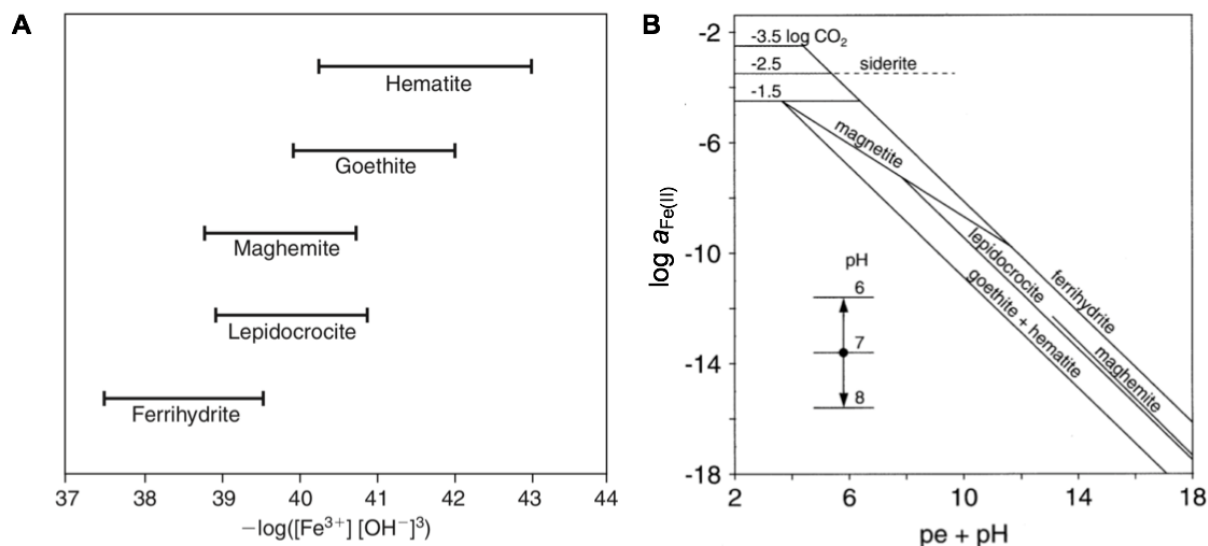 A
Hematite
Goethite
Maghemite
Lepidocrocite
Ferrihydrite
37 38 39 40 41 42 43 44
−log([Fe³⁺] [OH⁻]³)
B
log a_Fe(II)
-2
-6
-10
-14
-18
-3.5 log CO₂
-2.5
siderite
-1.5
magnetite
lepidocrocite
ferrihydrite
goethite + hematite
maghemite
pH
6
7
8
2 6 10 14 18
pe + pH